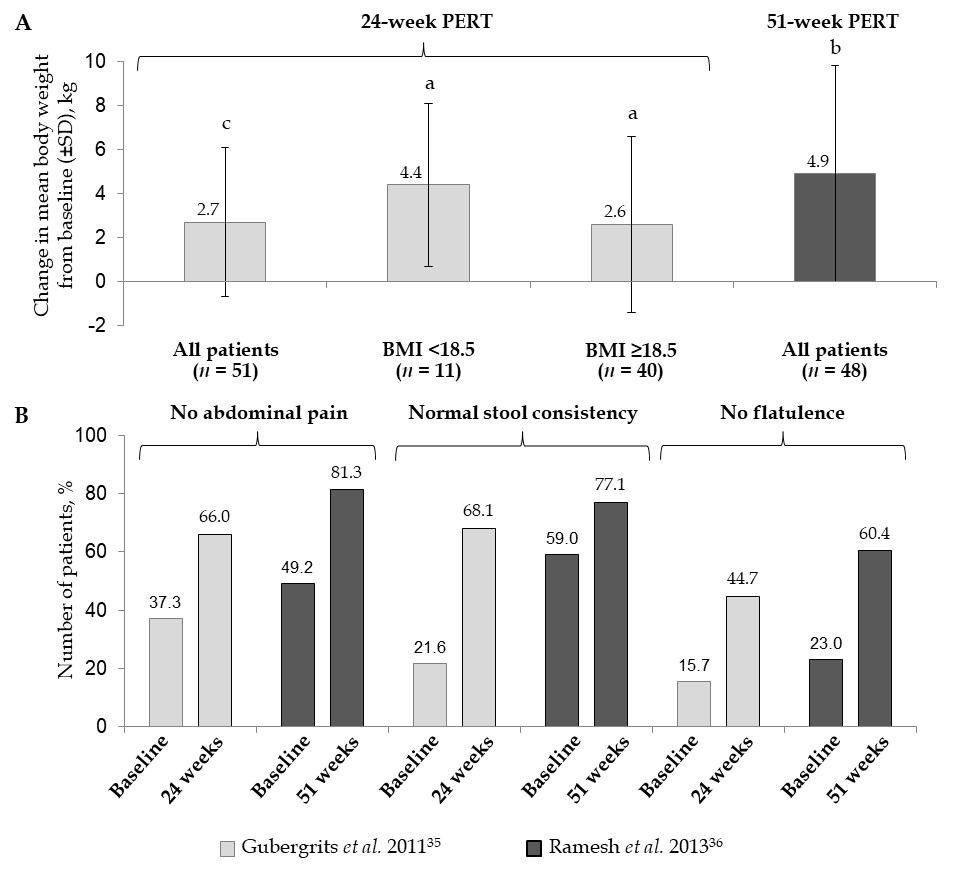 A
24-week PERT
51-week PERT
Change in mean body weight
from baseline (±SD), kg
10
8
6
4
2
0
-2
c
2.7
a
4.4
a
2.6
b
4.9
All patients
(n = 51)
BMI <18.5
(n = 11)
BMI ≥18.5
(n = 40)
All patients
(n = 48)
B
No abdominal pain
Normal stool consistency
No flatulence
Number of patients, %
100
80
60
40
20
0
37.3
66.0
49.2
81.3
21.6
68.1
59.0
77.1
15.7
44.7
23.0
60.4
Baseline
24 weeks
Baseline
51 weeks
Baseline
24 weeks
Baseline
51 weeks
Baseline
24 weeks
Baseline
51 weeks
Gubergrits et al. 2011³⁵
Ramesh et al. 2013³⁶